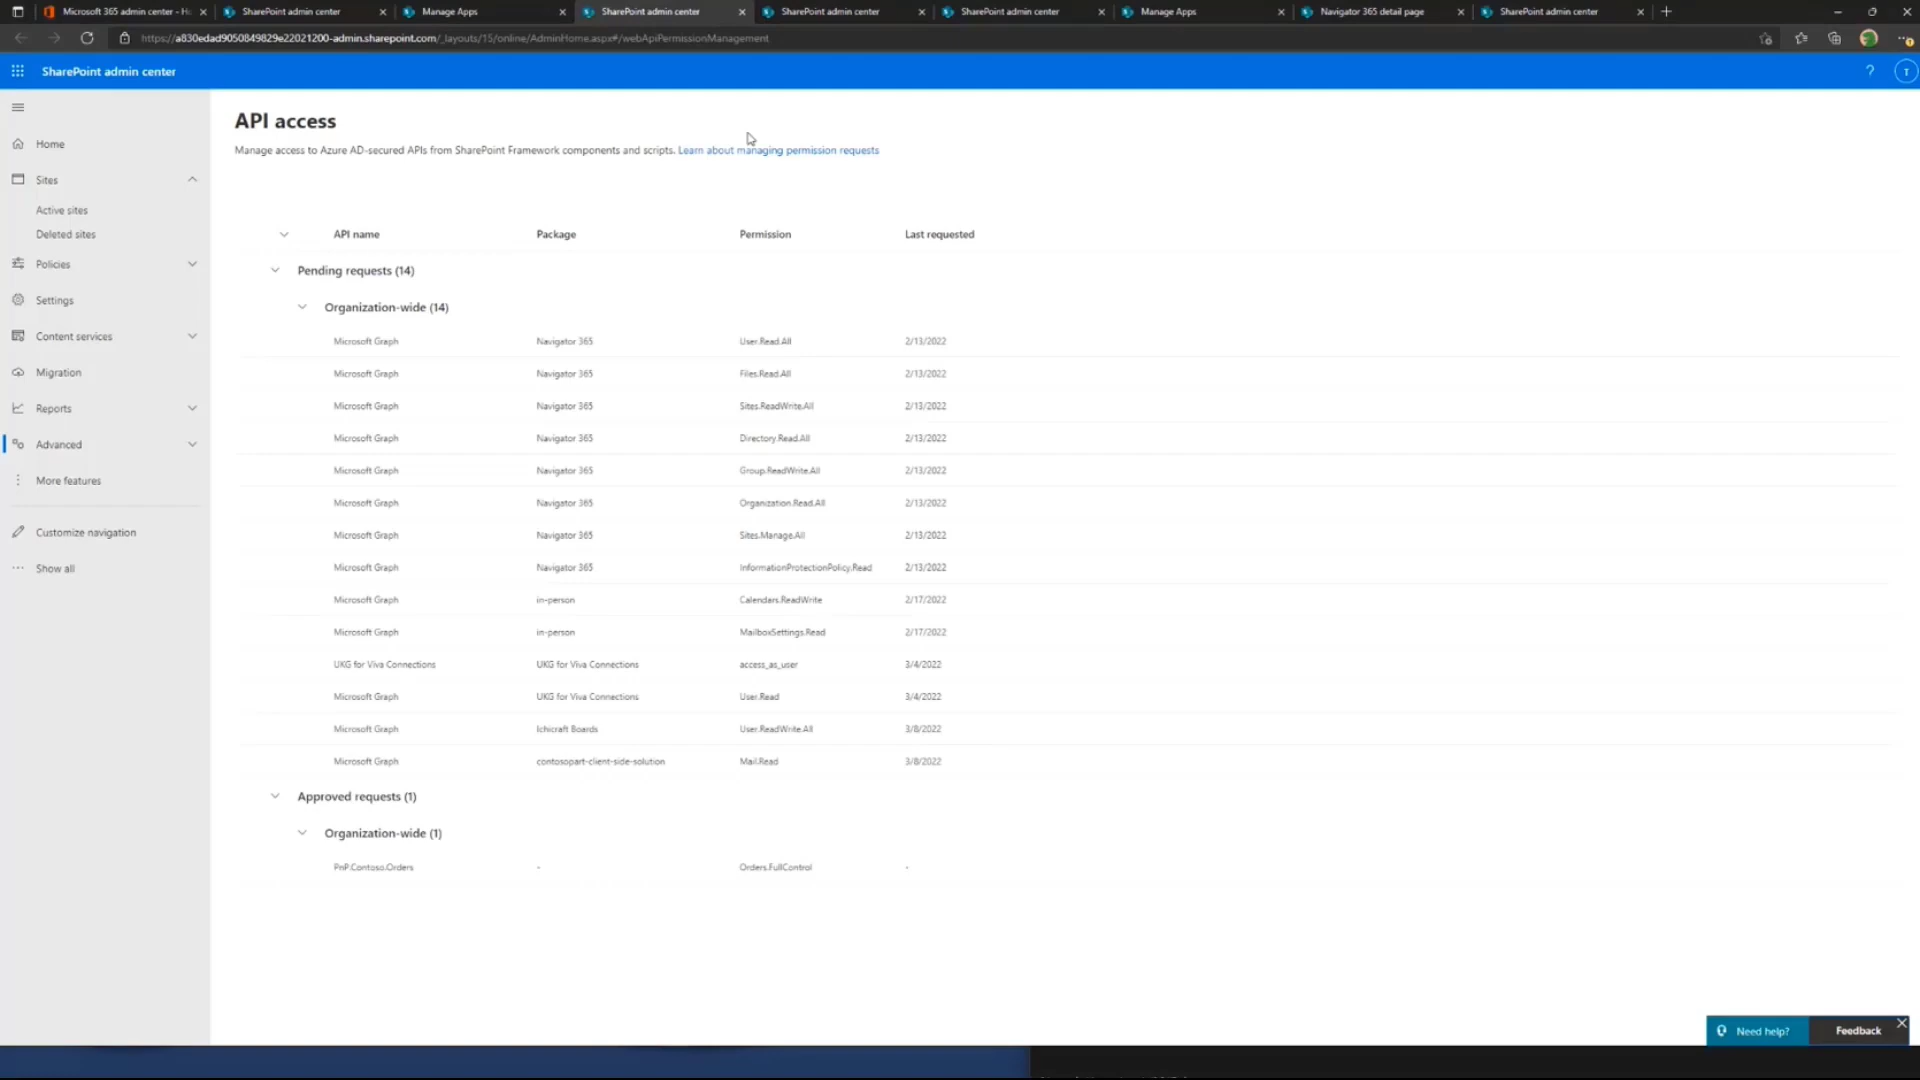 Microsoft 365 admin center - H
SharePoint admin center
Manage Apps
SharePoint admin center
SharePoint admin center
SharePoint admin center
Manage Apps
Navigator 365 detail page
SharePoint admin center
https://a830edad9050849829e22021200-admin.sharepoint.com/_layouts/15/online/AdminHome.aspx#/webApiPermissionManagement
SharePoint admin center
?
T
Home
Sites
Active sites
Deleted sites
Policies
Settings
Content services
Migration
Reports
Advanced
More features
Customize navigation
Show all
API access
Manage access to Azure AD-secured APIs from SharePoint Framework components and scripts. Learn about managing permission requests
API name Package Permission Last requested
Pending requests (14)
Organization-wide (14)
Microsoft Graph Navigator 365 User.Read.All 2/13/2022
Microsoft Graph Navigator 365 Files.Read.All 2/13/2022
Microsoft Graph Navigator 365 Sites.ReadWrite.All 2/13/2022
Microsoft Graph Navigator 365 Directory.Read.All 2/13/2022
Microsoft Graph Navigator 365 Group.ReadWrite.All 2/13/2022
Microsoft Graph Navigator 365 Organization.Read.All 2/13/2022
Microsoft Graph Navigator 365 Sites.Manage.All 2/13/2022
Microsoft Graph Navigator 365 InformationProtectionPolicy.Read 2/13/2022
Microsoft Graph in-person Calendars.ReadWrite 2/17/2022
Microsoft Graph in-person MailboxSettings.Read 2/17/2022
UKG for Viva Connections UKG for Viva Connections access_as_user 3/4/2022
Microsoft Graph UKG for Viva Connections User.Read 3/4/2022
Microsoft Graph Ichicraft Boards User.ReadWrite.All 3/8/2022
Microsoft Graph contosopart-client-side-solution Mail.Read 3/8/2022
Approved requests (1)
Organization-wide (1)
PnP.Contoso.Orders - Orders.FullControl -
Need help?
Feedback